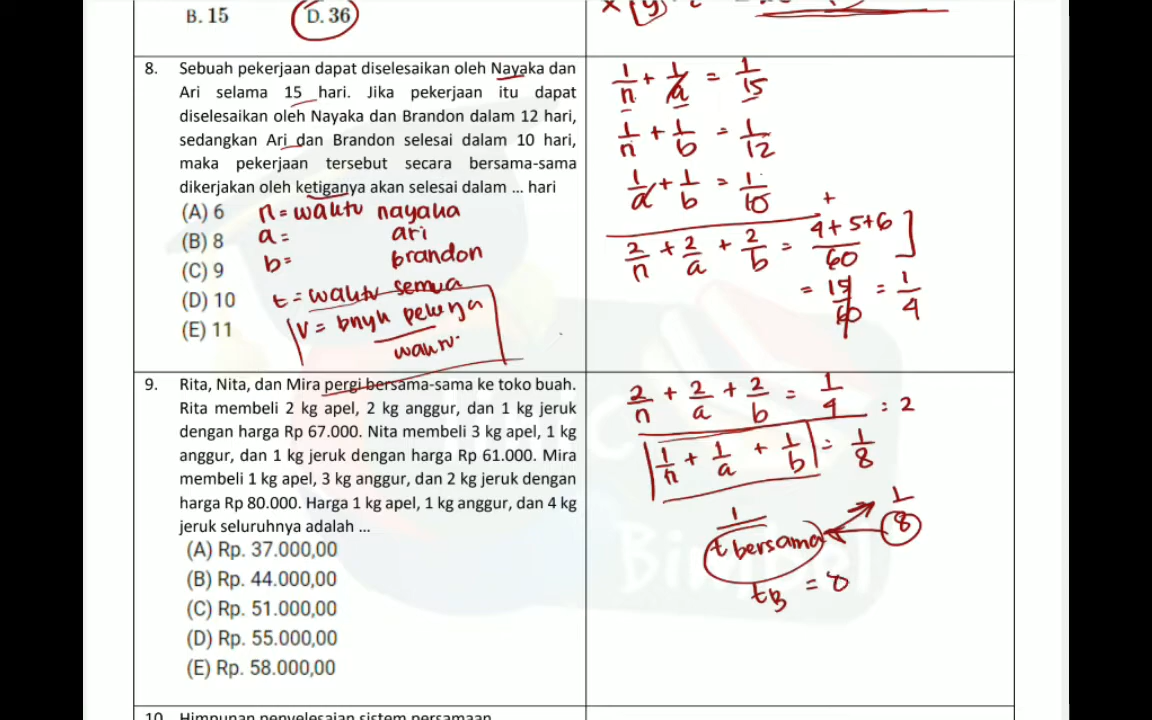 B. 15
D. 36
8. Sebuah pekerjaan dapat diselesaikan oleh Nayaka dan
Ari selama 15 hari. Jika pekerjaan itu dapat
diselesaikan oleh Nayaka dan Brandon dalam 12 hari,
sedangkan Ari dan Brandon selesai dalam 10 hari,
maka pekerjaan tersebut secara bersama-sama
dikerjakan oleh ketiganya akan selesai dalam ... hari
(A) 6
(B) 8
(C) 9
(D) 10
(E) 11
n = waktu nayaka
a = ari
b = brandon
t = waktu semua
V = bnyk pekerja
waktu
1/n + 1/a = 1/15
1/n + 1/b = 1/12
1/a + 1/b = 1/10
+
2/n + 2/a + 2/b = 4+5+6/60
= 15/60 = 1/4
9. Rita, Nita, dan Mira pergi bersama-sama ke toko buah.
Rita membeli 2 kg apel, 2 kg anggur, dan 1 kg jeruk
dengan harga Rp 67.000. Nita membeli 3 kg apel, 1 kg
anggur, dan 1 kg jeruk dengan harga Rp 61.000. Mira
membeli 1 kg apel, 3 kg anggur, dan 2 kg jeruk dengan
harga Rp 80.000. Harga 1 kg apel, 1 kg anggur, dan 4 kg
jeruk seluruhnya adalah ...
(A) Rp. 37.000,00
(B) Rp. 44.000,00
(C) Rp. 51.000,00
(D) Rp. 55.000,00
(E) Rp. 58.000,00
2/n + 2/a + 2/b = 1/4 : 2
1/n + 1/a + 1/b = 1/8
1/t bersama 1/8
tB = 8
10. Himpunan penyelesaian sistem persamaan